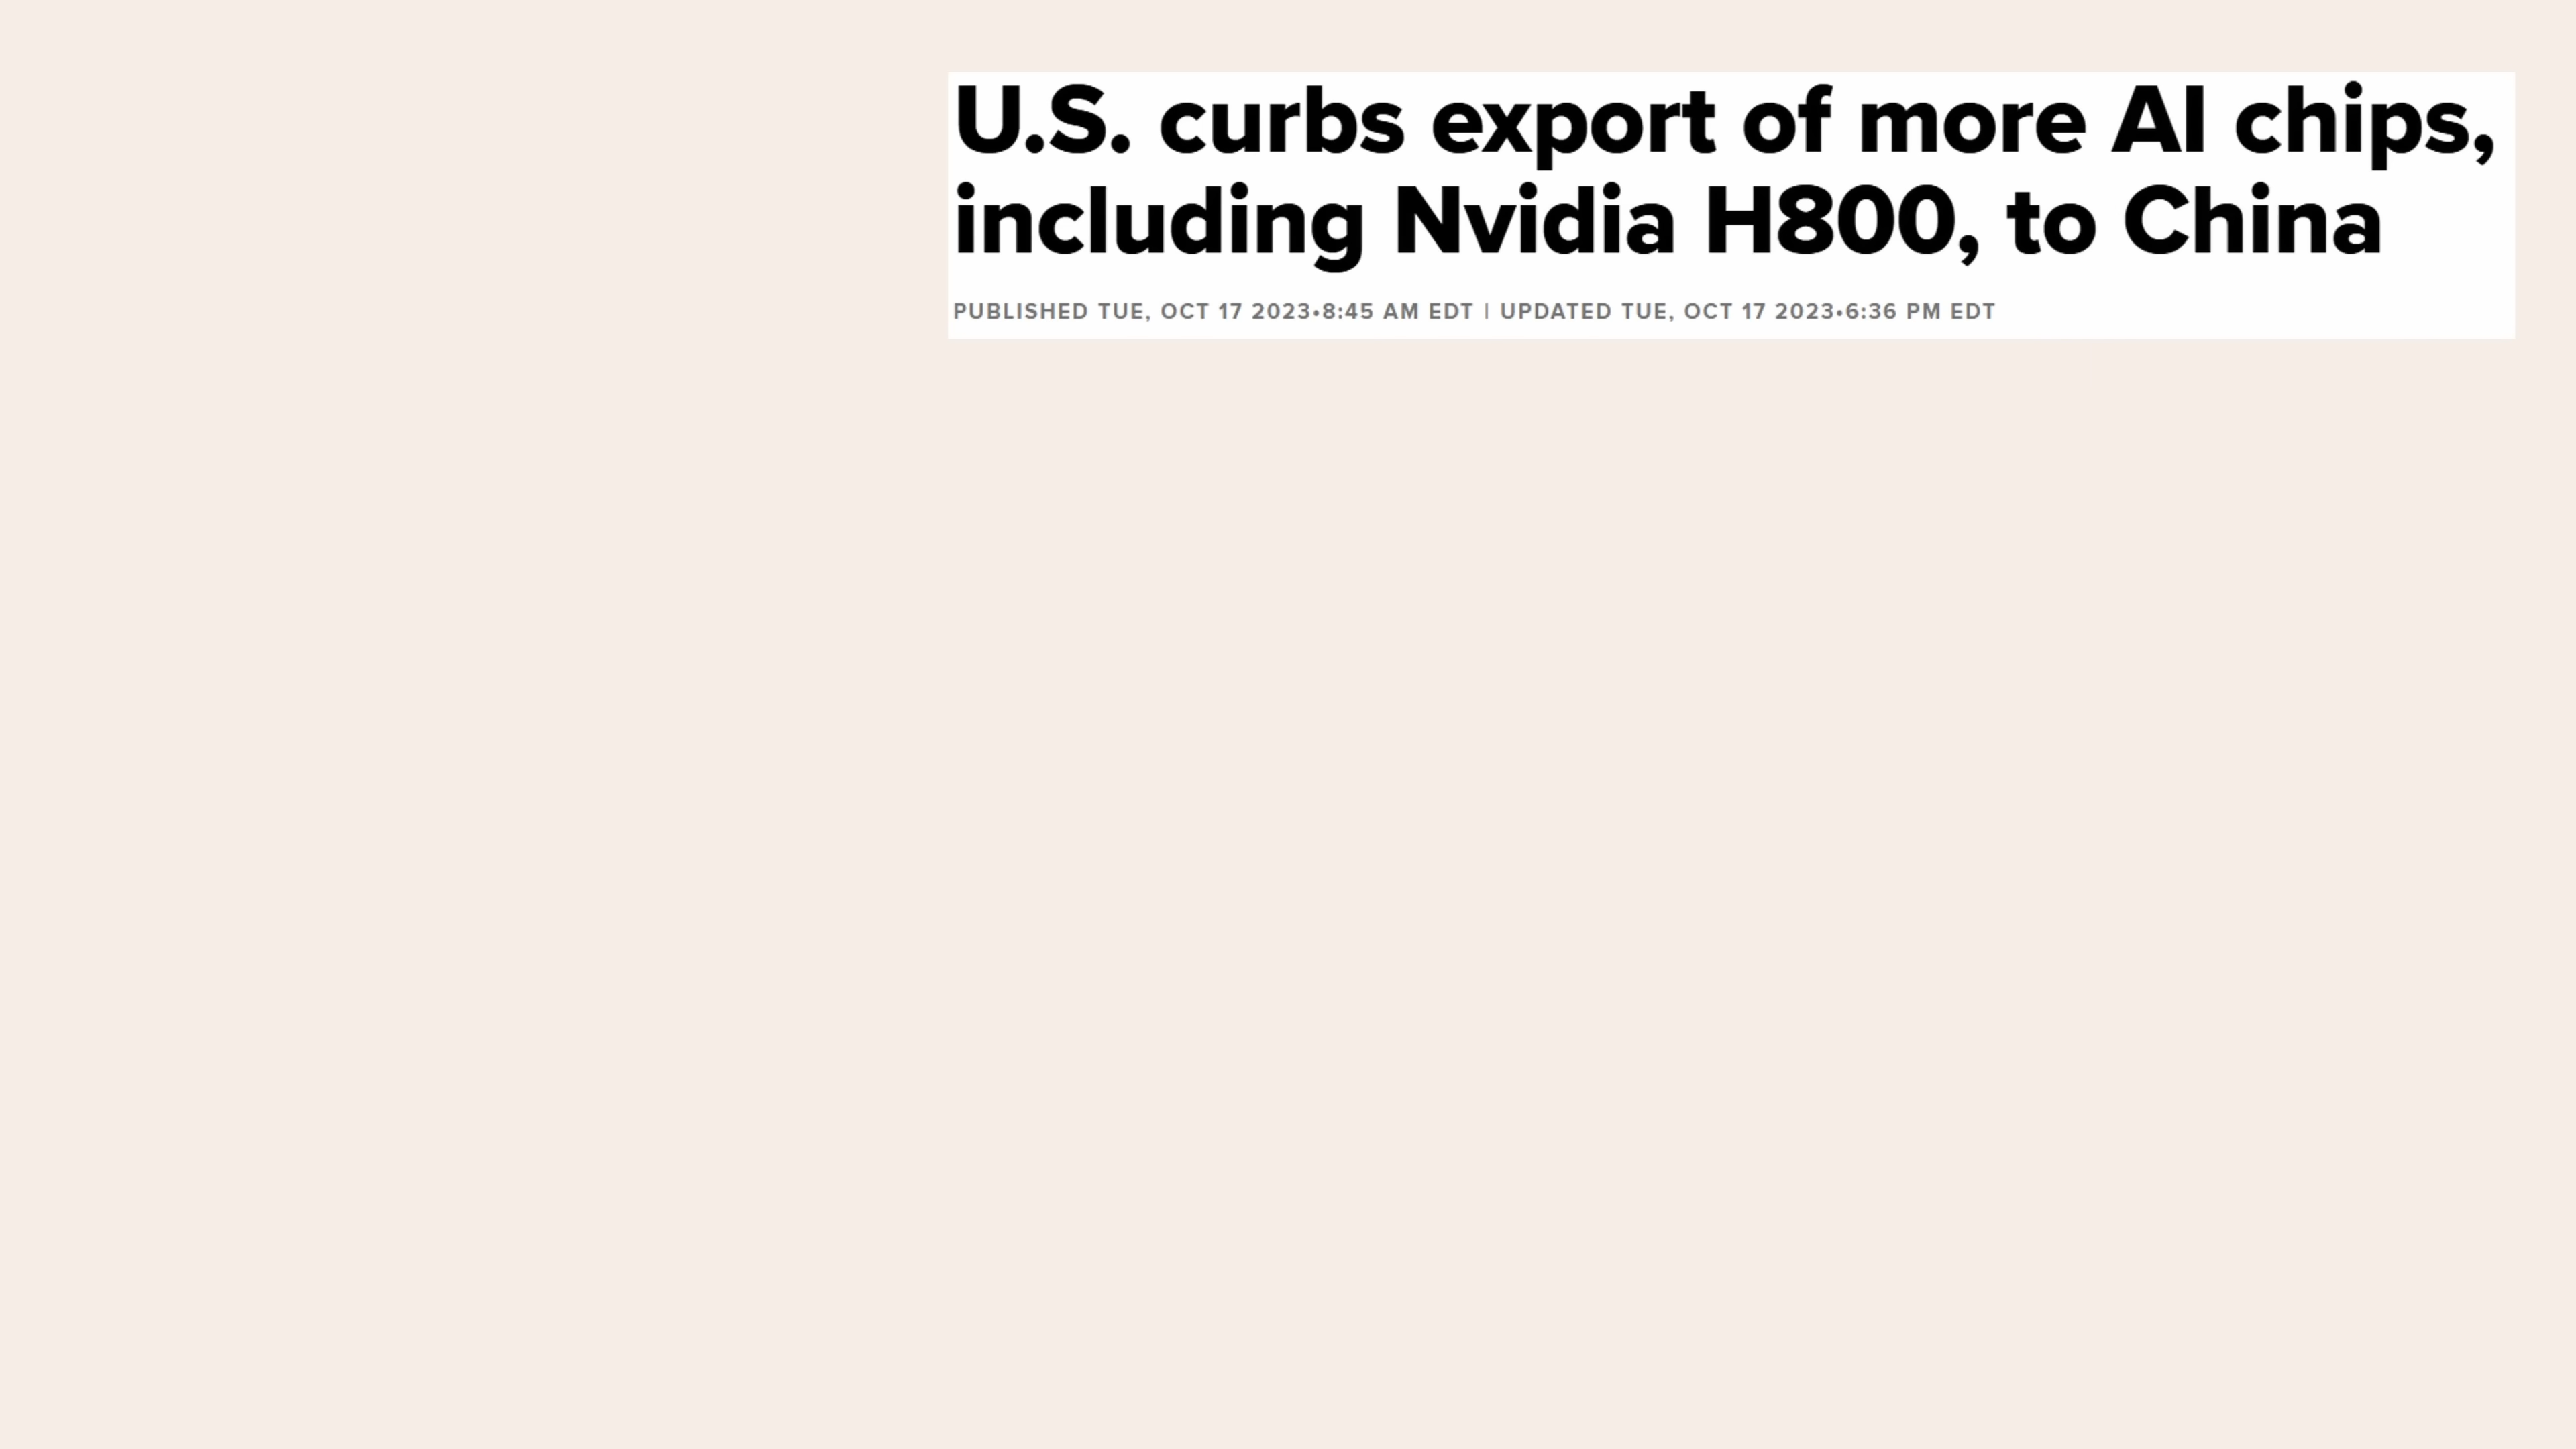 U.S. curbs export of more AI chips,
including Nvidia H800, to China
PUBLISHED TUE, OCT 17 2023•8:45 AM EDT | UPDATED TUE, OCT 17 2023•6:36 PM EDT